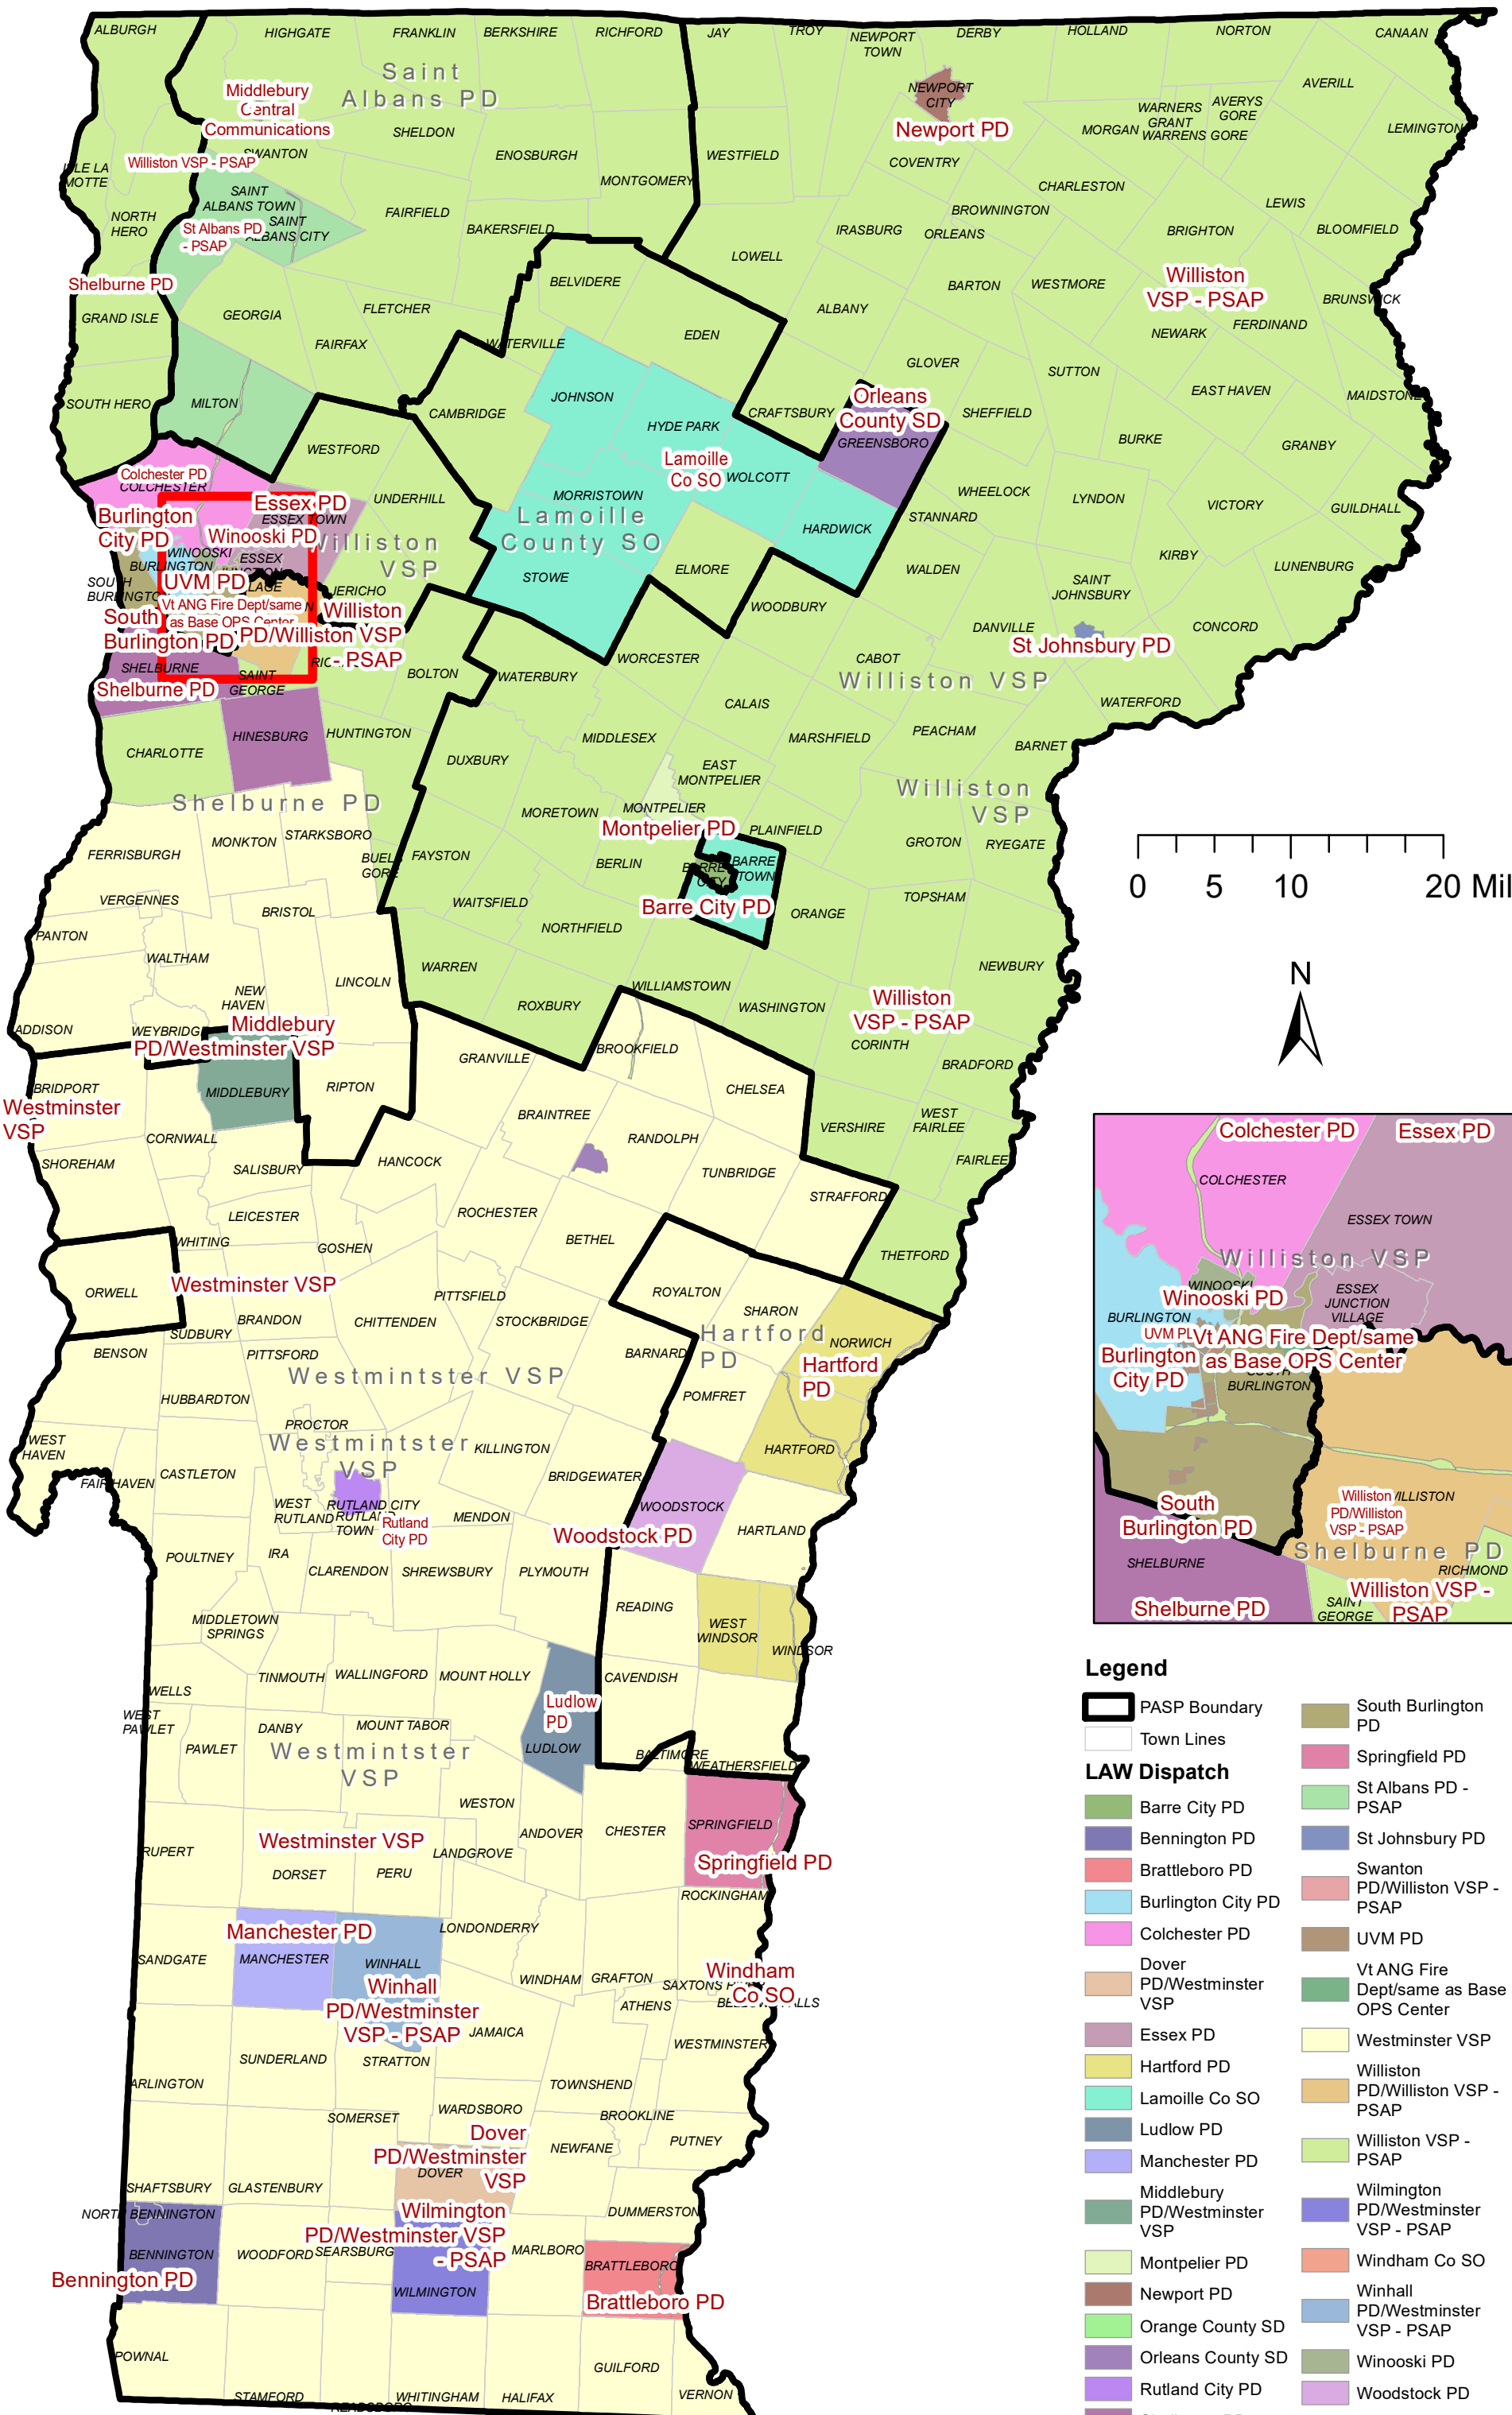 ALBURGH
HIGHGATE
FRANKLIN
BERKSHIRE
RICHFORD
JAY
TROY
NEWPORT
TOWN
DERBY
HOLLAND
NORTON
CANAAN
Saint
Albans PD
Middlebury
Central
Communications
SHELDON
SWANTON
Williston VSP - PSAP
ENOSBURGH
MONTGOMERY
WESTFIELD
NEWPORT
CITY
Newport PD
COVENTRY
MORGAN
WARNERS
GRANT
AVERYS
GORE
WARRENS GORE
AVERILL
LEMINGTON
ISLE LA
MOTTE
NORTH
HERO
SAINT
ALBANS TOWN
SAINT
ALBANS CITY
St Albans PD
- PSAP
FAIRFIELD
BAKERSFIELD
LOWELL
IRASBURG
BROWNINGTON
ORLEANS
CHARLESTON
LEWIS
BRIGHTON
BLOOMFIELD
Shelburne PD
GRAND ISLE
GEORGIA
FLETCHER
FAIRFAX
BELVIDERE
WATERVILLE
EDEN
ALBANY
BARTON
WESTMORE
Williston
VSP - PSAP
BRUNSWICK
FERDINAND
NEWARK
GLOVER
SUTTON
EAST HAVEN
MAIDSTONE
SOUTH HERO
MILTON
WESTFORD
CAMBRIDGE
JOHNSON
HYDE PARK
CRAFTSBURY
Orleans
County SD
GREENSBORO
SHEFFIELD
BURKE
GRANBY
Colchester PD
COLCHESTER
Essex PD
ESSEX TOWN
UNDERHILL
Lamoille
Co SO
WOLCOTT
MORRISTOWN
Lamoille
County SO
HARDWICK
WHEELOCK
STANNARD
LYNDON
VICTORY
GUILDHALL
Burlington
City PD
Winooski PD
WINOOSKI
BURLINGTON
ESSEX
Williston
VSP
SOUTH
BURLINGTON
UVM PD
JERICHO
Vt ANG Fire Dept/same
as Base OPS Center
South
Burlington PD
Williston
PD/Williston VSP
- PSAP
STOWE
ELMORE
WOODBURY
WALDEN
KIRBY
LUNENBURG
SAINT
JOHNSBURY
DANVILLE
St Johnsbury PD
CONCORD
SHELBURNE
Shelburne PD
SAINT
GEORGE
BOLTON
WATERBURY
WORCESTER
CABOT
Williston VSP
WATERFORD
HINESBURG
HUNTINGTON
CHARLOTTE
Shelburne PD
DUXBURY
MIDDLESEX
CALAIS
MARSHFIELD
PEACHAM
BARNET
EAST
MONTPELIER
Williston
VSP
MORETOWN
MONTPELIER
Montpelier PD
PLAINFIELD
FERRISBURGH
MONKTON
STARKSBORO
BUELS
GORE
FAYSTON
BERLIN
BARRE
CITY
BARRE
TOWN
Barre City PD
GROTON
RYEGATE
0 5 10 20 Mil
VERGENNES
BRISTOL
WAITSFIELD
NORTHFIELD
ORANGE
TOPSHAM
PANTON
WALTHAM
NEW
HAVEN
LINCOLN
WARREN
ROXBURY
WILLIAMSTOWN
WASHINGTON
NEWBURY
N
Williston
VSP - PSAP
ADDISON
WEYBRIDGE
Middlebury
PD/Westminster VSP
GRANVILLE
BROOKFIELD
CORINTH
BRADFORD
BRIDPORT
Westminster
VSP
MIDDLEBURY
RIPTON
CHELSEA
BRAINTREE
RANDOLPH
VERSHIRE
WEST
FAIRLEE
CORNWALL
SHOREHAM
SALISBURY
HANCOCK
TUNBRIDGE
FAIRLEE
STRAFFORD
LEICESTER
ROCHESTER
WHITING
GOSHEN
BETHEL
THETFORD
ORWELL
Westminster VSP
PITTSFIELD
ROYALTON
SHARON
SUDBURY
BRANDON
CHITTENDEN
STOCKBRIDGE
Hartford
PD
NORWICH
Hartford
PD
BENSON
PITTSFORD
BARNARD
Westmintster VSP
HUBBARDTON
POMFRET
PROCTOR
Westmintster
VSP
KILLINGTON
HARTFORD
WEST
HAVEN
FAIR HAVEN
CASTLETON
BRIDGEWATER
WOODSTOCK
WEST
RUTLAND
RUTLAND CITY
RUTLAND
TOWN
Rutland
City PD
MENDON
Woodstock PD
HARTLAND
POULTNEY
IRA
CLARENDON
SHREWSBURY
PLYMOUTH
READING
WEST
WINDSOR
WINDSOR
MIDDLETOWN
SPRINGS
TINMOUTH
WALLINGFORD
MOUNT HOLLY
CAVENDISH
WELLS
WEST
PAWLET
PAWLET
DANBY
MOUNT TABOR
Ludlow
PD
LUDLOW
BALTIMORE
WEATHERSFIELD
Westmintster
VSP
WESTON
ANDOVER
CHESTER
SPRINGFIELD
Springfield PD
RUPERT
Westminster VSP
DORSET
PERU
LANDGROVE
ROCKINGHAM
Manchester PD
MANCHESTER
WINHALL
LONDONDERRY
SANDGATE
Winhall
PD/Westminster
VSP - PSAP
WINDHAM
GRAFTON
Windham
Co SO
ATHENS
JAMAICA
SUNDERLAND
STRATTON
WESTMINSTER
ARLINGTON
TOWNSHEND
SOMERSET
WARDSBORO
BROOKLINE
Dover
PD/Westminster
VSP
NEWFANE
PUTNEY
SHAFTSBURY
GLASTENBURY
DOVER
NORTH BENNINGTON
Wilmington
PD/Westminster VSP
- PSAP
DUMMERSTON
BENNINGTON
WOODFORD
SEARSBURG
MARLBORO
BRATTLEBORO
Bennington PD
WILMINGTON
Brattleboro PD
POWNAL
STAMFORD
READSBORO
WHITINGHAM
HALIFAX
GUILFORD
VERNON
Colchester PD
Essex PD
COLCHESTER
ESSEX TOWN
Williston VSP
WINOOSKI
Winooski PD
ESSEX
JUNCTION
VILLAGE
BURLINGTON
Vt ANG Fire Dept/same
as Base OPS Center
Burlington
City PD
SOUTH
BURLINGTON
South
Burlington PD
Williston
PD/Williston
VSP - PSAP
WILLISTON
Shelburne PD
SHELBURNE
RICHMOND
Shelburne PD
SAINT
GEORGE
Williston VSP -
PSAP
Legend
PASP Boundary
Town Lines
LAW Dispatch
Barre City PD
Bennington PD
Brattleboro PD
Burlington City PD
Colchester PD
Dover
PD/Westminster
VSP
Essex PD
Hartford PD
Lamoille Co SO
Ludlow PD
Manchester PD
Middlebury
PD/Westminster
VSP
Montpelier PD
Newport PD
Orange County SD
Orleans County SD
Rutland City PD
South Burlington
PD
Springfield PD
St Albans PD -
PSAP
St Johnsbury PD
Swanton
PD/Williston VSP -
PSAP
UVM PD
Vt ANG Fire
Dept/same as Base
OPS Center
Westminster VSP
Williston
PD/Williston VSP -
PSAP
Williston VSP -
PSAP
Wilmington
PD/Westminster
VSP - PSAP
Windham Co SO
Winhall
PD/Westminster
VSP - PSAP
Winooski PD
Woodstock PD